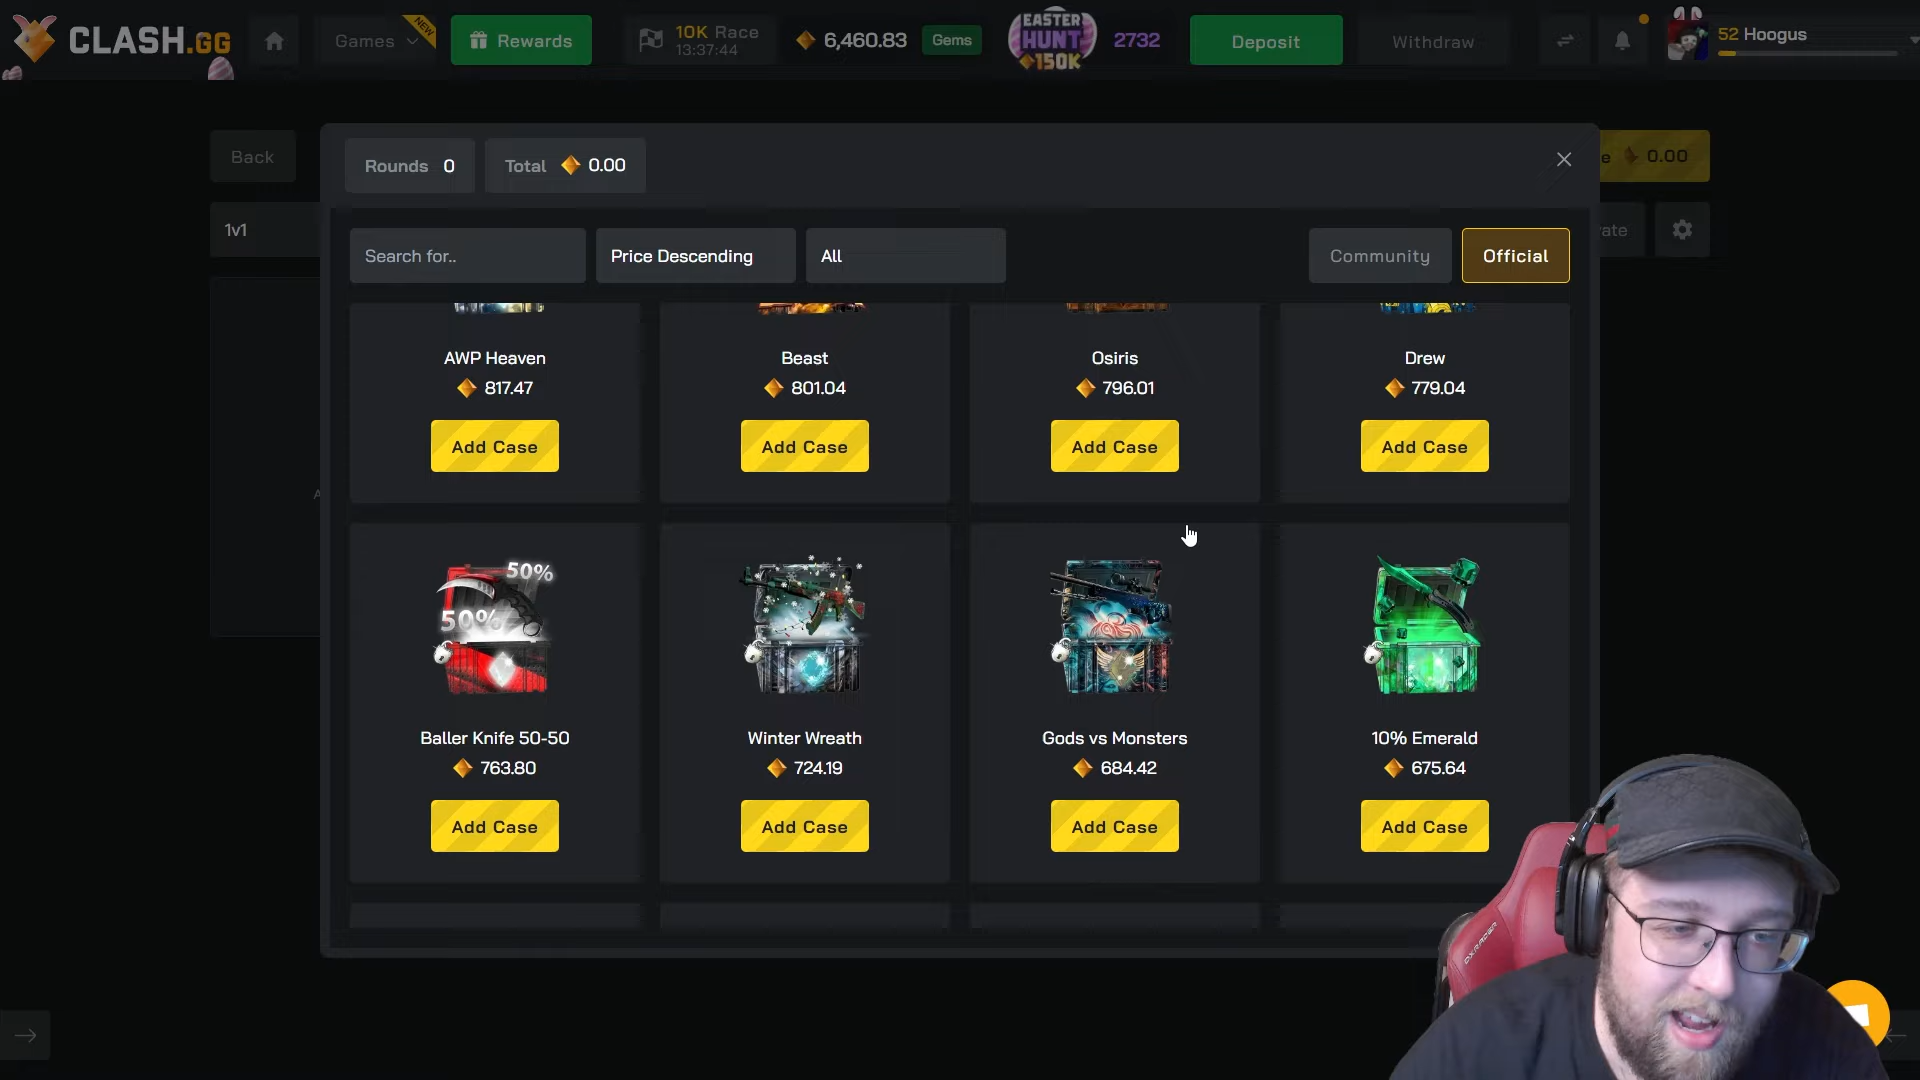 CLASH.GG
Games
NEW
Rewards
10K Race
13:37:44
6,460.83
Gems
EASTER
HUNT
150K
2732
Deposit
Withdraw
52 Hoogus
Back
Rounds 0
Total 0.00
e 0.00
1v1
ate
Search for..
Price Descending
All
Community
Official
AWP Heaven
817.47
Add Case
Beast
801.04
Add Case
Osiris
796.01
Add Case
Drew
779.04
Add Case
50%
50%
Baller Knife 50-50
763.80
Add Case
Winter Wreath
724.19
Add Case
Gods vs Monsters
684.42
Add Case
10% Emerald
675.64
Add Case
DXRACER